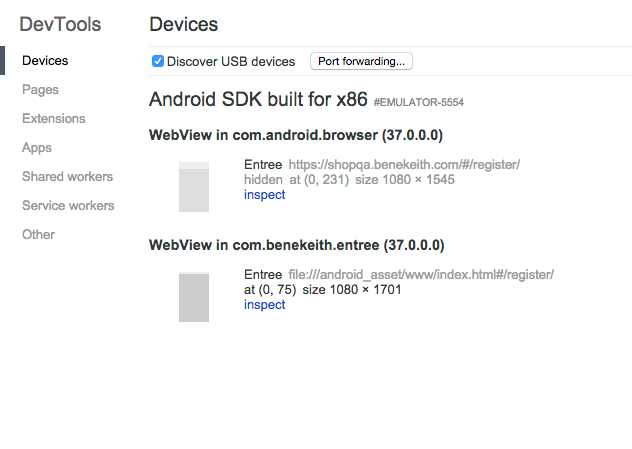 DevTools
Devices
Pages
Extensions
Apps
Shared workers
Service workers
Other
Devices
Discover USB devices Port forwarding...
Android SDK built for x86 #EMULATOR-5554
WebView in com.android.browser (37.0.0.0)
Entree https://shopqa.benekeith.com/#/register/
hidden at (0, 231) size 1080 × 1545
inspect
WebView in com.benekeith.entree (37.0.0.0)
Entree file:///android_asset/www/index.html#/register/
at (0, 75) size 1080 × 1701
inspect